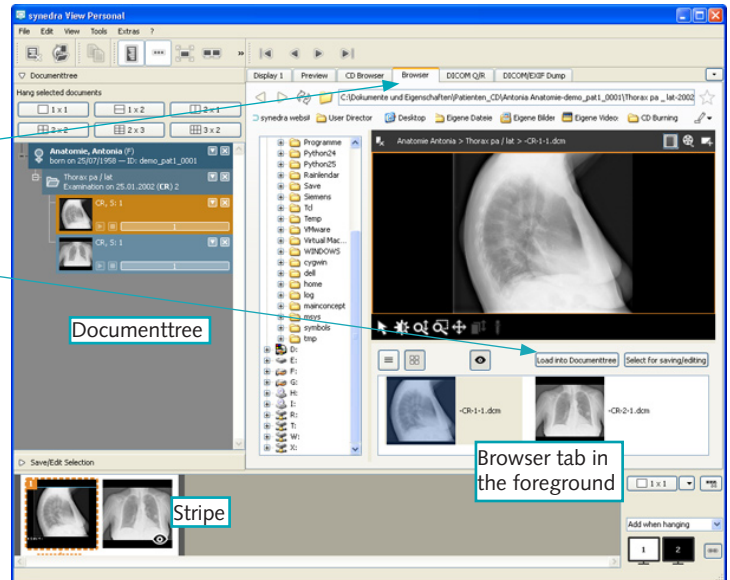 synedra View Personal
File Edit View Tools Extras ?
Documenttree
Hang selected documents
1 x 1
1 x 2
2 x 1
2 x 2
2 x 3
3 x 2
Anatomie, Antonia (F)
born on 25/07/1958 — ID: demo_pat1_0001
Thorax pa / lat
Examination on 25.01.2002 (CR) 2
CR, S: 1
1
CR, S: 1
1
Documenttree
Save/Edit Selection
Display 1 Preview CD Browser Browser DICOM Q/R DICOM/EXIF Dump
C:\Dokumente und Eigenschaften\Patienten_CD\Antonia Anatomie-demo_pat1_0001\Thorax pa _ lat-2002
synedra websit User Director Desktop Eigene Dateie Eigene Bilder Eigene Video: CD Burning
Programme
Python24
Python25
Rainlendar
Save
Siemens
Tcl
Temp
VMware
Virtual Mac...
WINDOWS
cygwin
dell
home
log
mainconcept
msys
symbols
tmp
D:
E:
F:
G:
H:
I:
R:
T:
W:
X:
Anatomie Antonia > Thorax pa / lat > -CR-1-1.dcm
Load into Documenttree Select for saving/editing
-CR-1-1.dcm
-CR-2-1.dcm
Browser tab in
the foreground
1
Stripe
1 x 1
Add when hanging
1 2